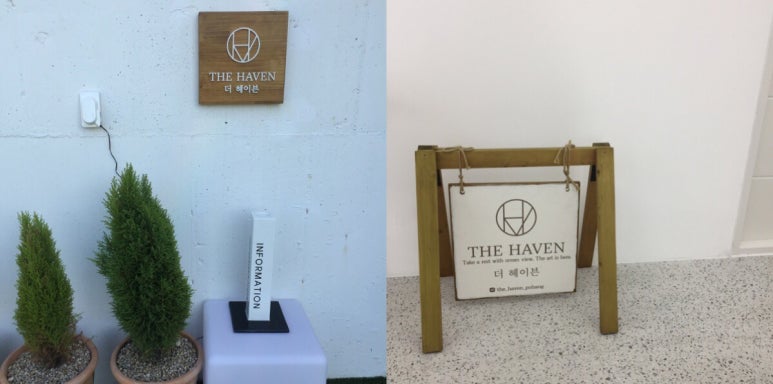 THE HAVEN
더 헤이븐
INFORMATION
THE HAVEN
Take a rest with ocean view. The art is here.
더 헤이븐
the_haven_pohang